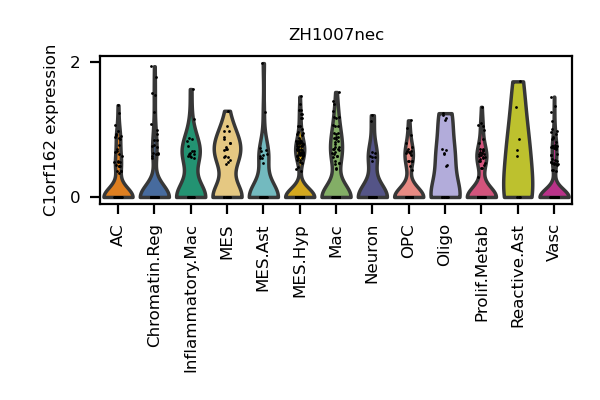 ZH1007nec
C1orf162 expression
2
0
AC
Chromatin.Reg
Inflammatory.Mac
MES
MES.Ast
MES.Hyp
Mac
Neuron
OPC
Oligo
Prolif.Metab
Reactive.Ast
Vasc